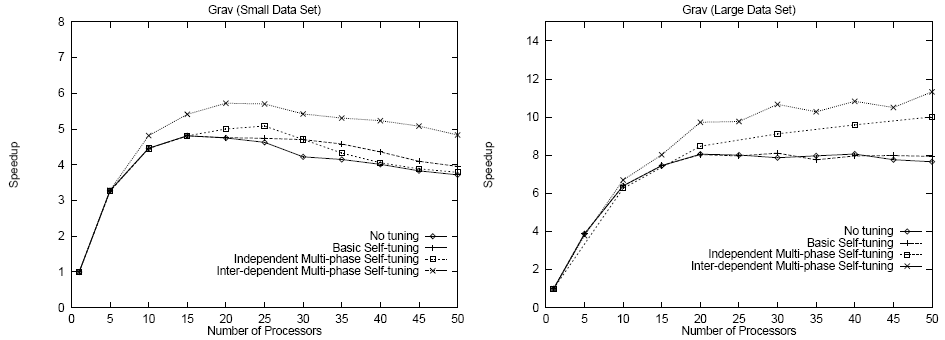 Grav (Small Data Set)
8
7
6
5
4
3
2
1
0
Speedup
No tuning
Basic Self-tuning
Independent Multi-phase Self-tuning
Inter-dependent Multi-phase Self-tuning
0 5 10 15 20 25 30 35 40 45 50
Number of Processors
Grav (Large Data Set)
14
12
10
8
6
4
2
0
Speedup
No tuning
Basic Self-tuning
Independent Multi-phase Self-tuning
Inter-dependent Multi-phase Self-tuning
0 5 10 15 20 25 30 35 40 45 50
Number of Processors